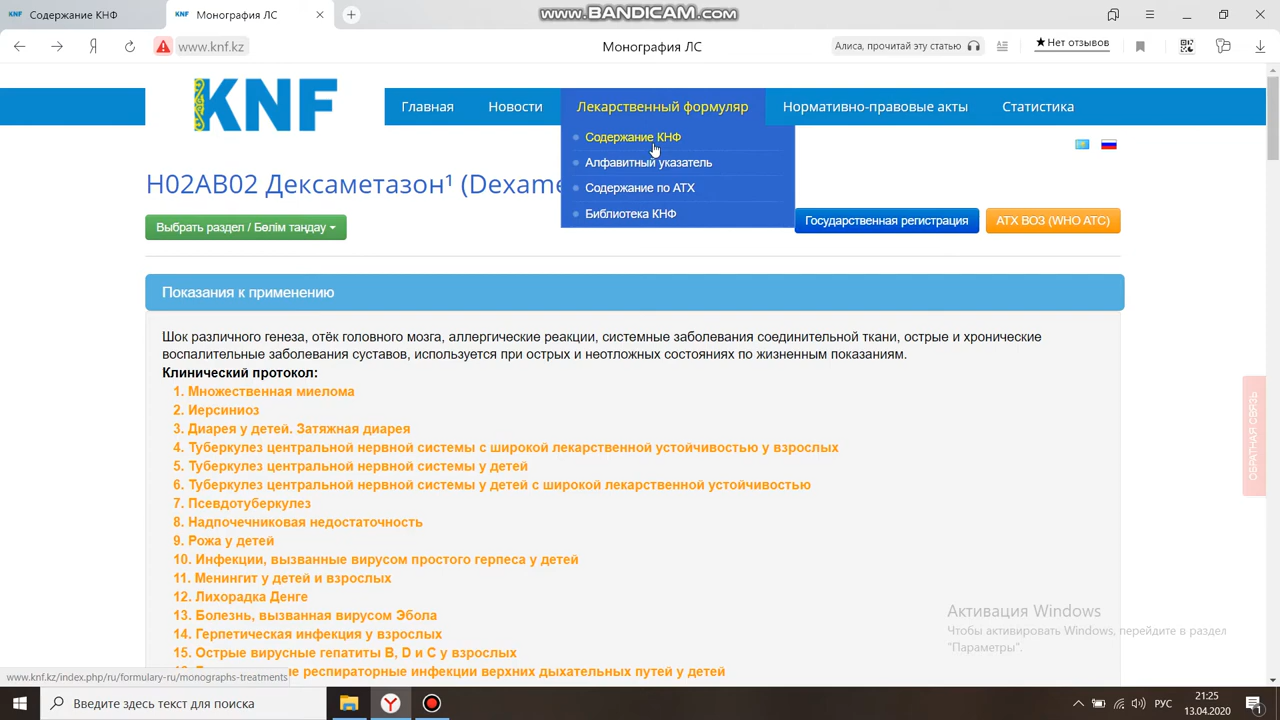 Содержание КНФ
Монография ЛС
www.BANDICAM.com
www.knf.kz
Монография ЛС
Алиса, прочитай эту статью
★Нет отзывов
KNF
Главная
Новости
Лекарственный формуляр
Нормативно-правовые акты
Статистика
Содержание КНФ
Алфавитный указатель
Содержание по АТХ
Библиотека КНФ
H02AB02 Дексаметазон¹ (Dexame
Выбрать раздел / Бөлім таңдау
Государственная регистрация
АТХ ВОЗ (WHO ATC)
Показания к применению
Шок различного генеза, отёк головного мозга, аллергические реакции, системные заболевания соединительной ткани, острые и хронические
воспалительные заболевания суставов, используется при острых и неотложных состояниях по жизненным показаниям.
Клинический протокол:
1. Множественная миелома
2. Иерсиниоз
3. Диарея у детей. Затяжная диарея
4. Туберкулез центральной нервной системы с широкой лекарственной устойчивостью у взрослых
5. Туберкулез центральной нервной системы у детей
6. Туберкулез центральной нервной системы у детей с широкой лекарственной устойчивостью
7. Псевдотуберкулез
8. Надпочечниковая недостаточность
9. Рожа у детей
10. Инфекции, вызванные вирусом простого герпеса у детей
11. Менингит у детей и взрослых
12. Лихорадка Денге
13. Болезнь, вызванная вирусом Эбола
14. Герпетическая инфекция у взрослых
15. Острые вирусные гепатиты B, D и C у взрослых
респираторные инфекции верхних дыхательных путей у детей
ОБРАТНАЯ СВЯЗЬ
Активация Windows
Чтобы активировать Windows, перейдите в раздел
"Параметры".
www.knf.kz/index.php/ru/formulary-ru/monographs-treatments
Введите здесь текст для поиска
РУС
21:25
13.04.2020
1